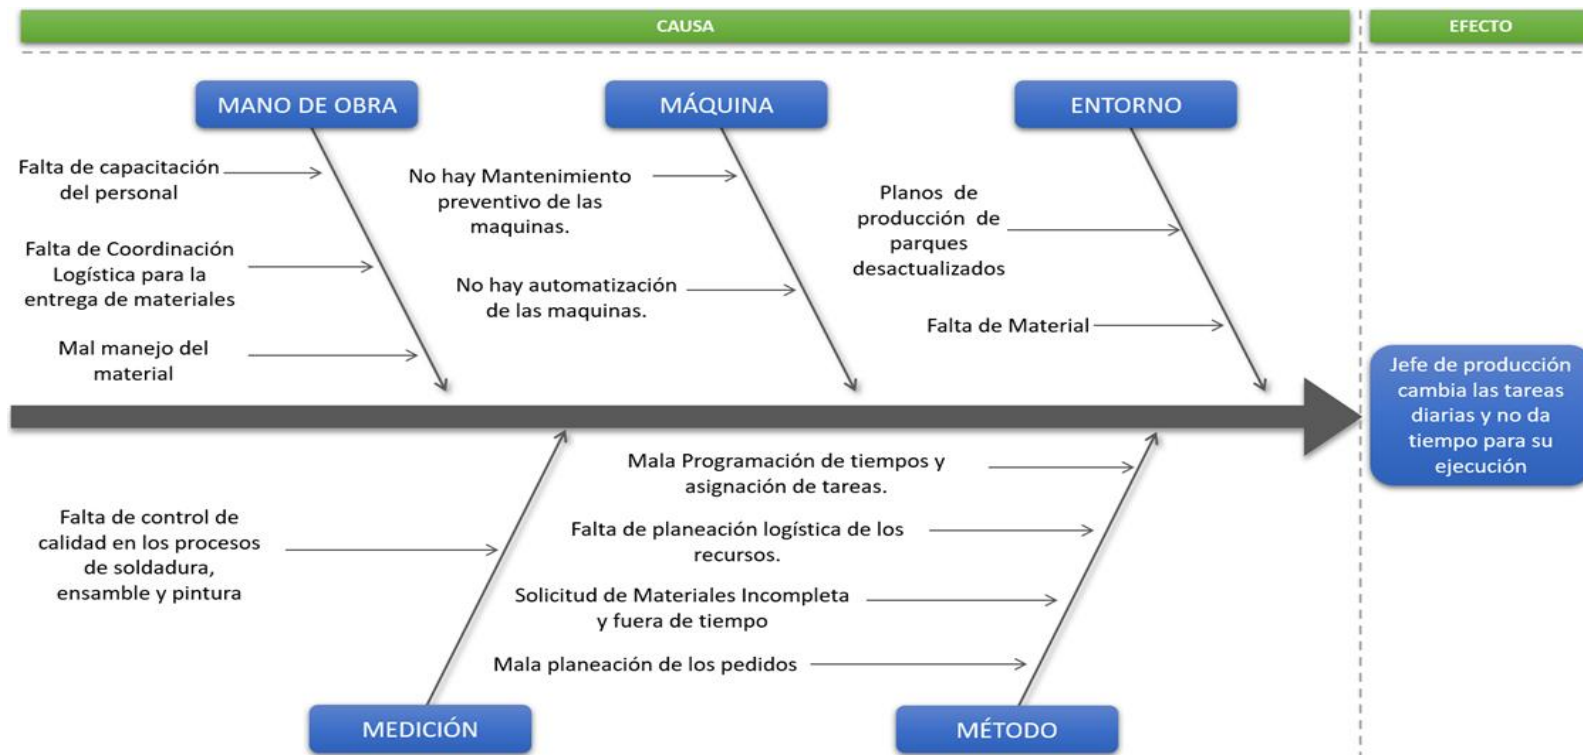 CAUSA
EFECTO
MANO DE OBRA
MÁQUINA
ENTORNO
Falta de capacitación
del personal
Falta de Coordinación
Logística para la
entrega de materiales
Mal manejo del
material
No hay Mantenimiento
preventivo de las
maquinas.
No hay automatización
de las maquinas.
Planos de
producción de
parques
desactualizados
Falta de Material
Jefe de producción
cambia las tareas
diarias y no da
tiempo para su
ejecución
Falta de control de
calidad en los procesos
de soldadura,
ensamble y pintura
Mala Programación de tiempos y
asignación de tareas.
Falta de planeación logística de los
recursos.
Solicitud de Materiales Incompleta
y fuera de tiempo
Mala planeación de los pedidos
MEDICIÓN
MÉTODO